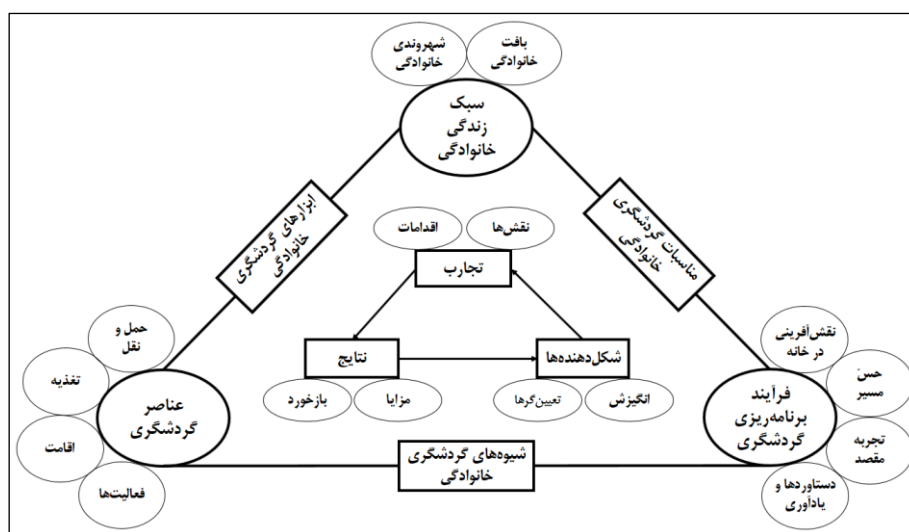 بافت
خانوادگی
شهروندی
خانوادگی
سبک
زندگی
خانوادگی
مناسبات گردشگری
خانوادگی
ابزارهای گردشگری
خانوادگی
نقش‌ها
اقدامات
تجارب
شکل‌دهنده‌ها
نتایج
انگیزش
تعیین‌گرها
مزایا
بازخورد
نقش‌آفرینی
در خانه
حسّ
مسیر
تجربه
مقصد
دستاوردها و
یادآوری
فرآیند
برنامه‌ریزی
گردشگری
حمل و
نقل
تغذیه
اقامت
فعالیت‌ها
عناصر
گردشگری
شیوه‌های گردشگری
خانوادگی